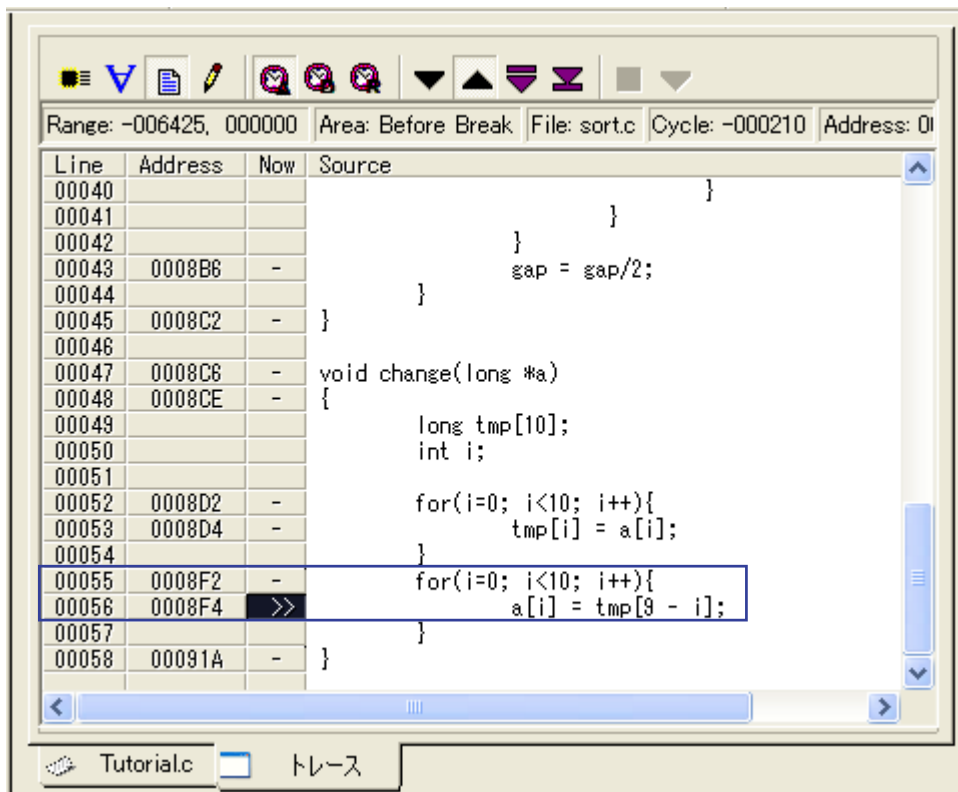 Range: -006425, 000000 Area: Before Break File: sort.c Cycle: -000210 Address:
Line Address Now Source
00040 }
00041 }
00042 }
00043 0008B6 - gap = gap/2;
00044 }
00045 0008C2 - }
00046
00047 0008C6 - void change(long *a)
00048 0008CE - {
00049 long tmp[10];
00050 int i;
00051
00052 0008D2 - for(i=0; i<10; i++){
00053 0008D4 - tmp[i] = a[i];
00054 }
00055 0008F2 - for(i=0; i<10; i++){
00056 0008F4 >> a[i] = tmp[9 - i];
00057 }
00058 00091A - }
Tutorial.c トレース